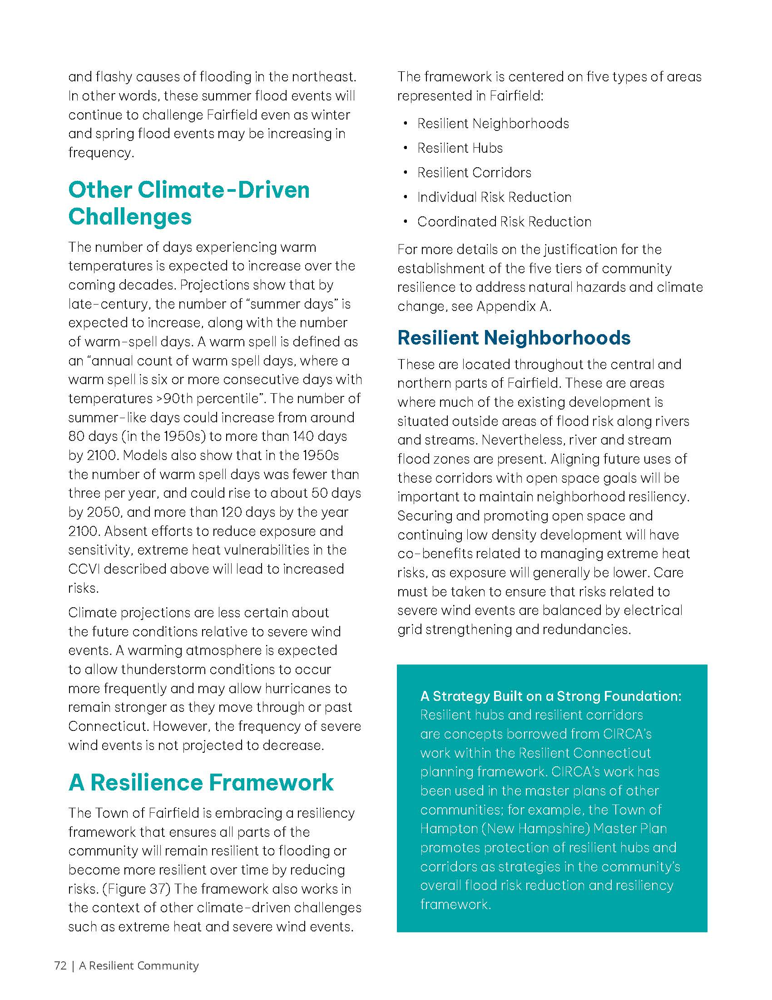 and flashy causes of flooding in the northeast.
In other words, these summer flood events will
continue to challenge Fairfield even as winter
and spring flood events may be increasing in
frequency.
Other Climate-Driven
Challenges
The number of days experiencing warm
temperatures is expected to increase over the
coming decades. Projections show that by
late-century, the number of “summer days” is
expected to increase, along with the number
of warm-spell days. A warm spell is defined as
an “annual count of warm spell days, where a
warm spell is six or more consecutive days with
temperatures >90th percentile”. The number of
summer-like days could increase from around
80 days (in the 1950s) to more than 140 days
by 2100. Models also show that in the 1950s
the number of warm spell days was fewer than
three per year, and could rise to about 50 days
by 2050, and more than 120 days by the year
2100. Absent efforts to reduce exposure and
sensitivity, extreme heat vulnerabilities in the
CCVI described above will lead to increased
risks.
Climate projections are less certain about
the future conditions relative to severe wind
events. A warming atmosphere is expected
to allow thunderstorm conditions to occur
more frequently and may allow hurricanes to
remain stronger as they move through or past
Connecticut. However, the frequency of severe
wind events is not projected to decrease.
A Resilience Framework
The Town of Fairfield is embracing a resiliency
framework that ensures all parts of the
community will remain resilient to flooding or
become more resilient over time by reducing
risks. (Figure 37) The framework also works in
the context of other climate-driven challenges
such as extreme heat and severe wind events.
The framework is centered on five types of areas
represented in Fairfield:
• Resilient Neighborhoods
• Resilient Hubs
• Resilient Corridors
• Individual Risk Reduction
• Coordinated Risk Reduction
For more details on the justification for the
establishment of the five tiers of community
resilience to address natural hazards and climate
change, see Appendix A.
Resilient Neighborhoods
These are located throughout the central and
northern parts of Fairfield. These are areas
where much of the existing development is
situated outside areas of flood risk along rivers
and streams. Nevertheless, river and stream
flood zones are present. Aligning future uses of
these corridors with open space goals will be
important to maintain neighborhood resiliency.
Securing and promoting open space and
continuing low density development will have
co-benefits related to managing extreme heat
risks, as exposure will generally be lower. Care
must be taken to ensure that risks related to
severe wind events are balanced by electrical
grid strengthening and redundancies.
A Strategy Built on a Strong Foundation:
Resilient hubs and resilient corridors
are concepts borrowed from CIRCA’s
work within the Resilient Connecticut
planning framework. CIRCA’s work has
been used in the master plans of other
communities; for example, the Town of
Hampton (New Hampshire) Master Plan
promotes protection of resilient hubs and
corridors as strategies in the community’s
overall flood risk reduction and resiliency
framework.
72 | A Resilient Community